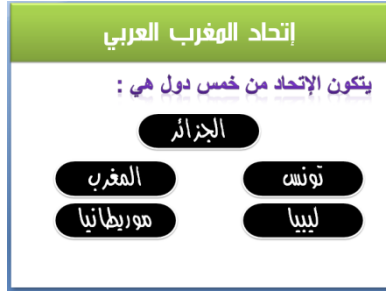 إتحاد المغرب العربي
يتكون الإتحاد من خمس دول هي :
الجزائر
تونس المغرب
ليبيا موريطانيا